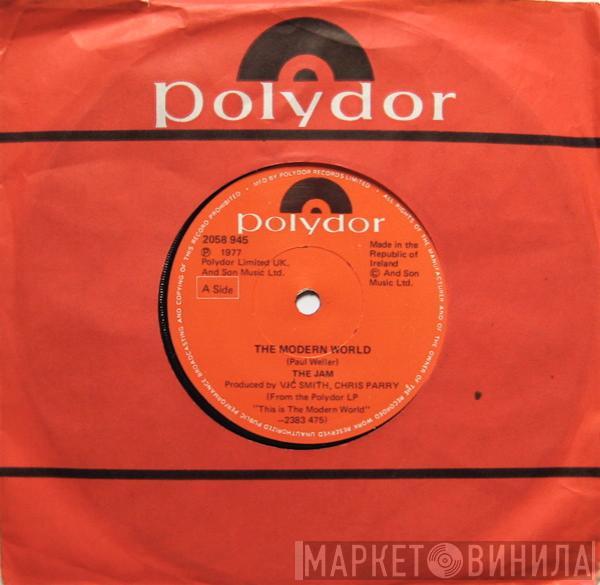 polydor
MFD BY POLYDOR RECORDS LIMITED • ALL RIGHTS OF THE MANUFACTURER AND OF THE OWNER OF THE RECORDED WORK RESERVED UNAUTHORIZED PUBLIC PERFORMANCE BROADCASTING AND COPYING OF THIS RECORD PROHIBITED •
polydor
2058 945
℗ 1977
Polydor Limited UK.
And Son Music Ltd.
A Side
Made in the
Republic of
Ireland
© And Son
Music Ltd.
THE MODERN WORLD
(Paul Weller)
THE JAM
Produced by VIC SMITH, CHRIS PARRY
(From the Polydor LP
"This is The Modern World"
–2383 475)
МАРКЕТ ВИНИЛА